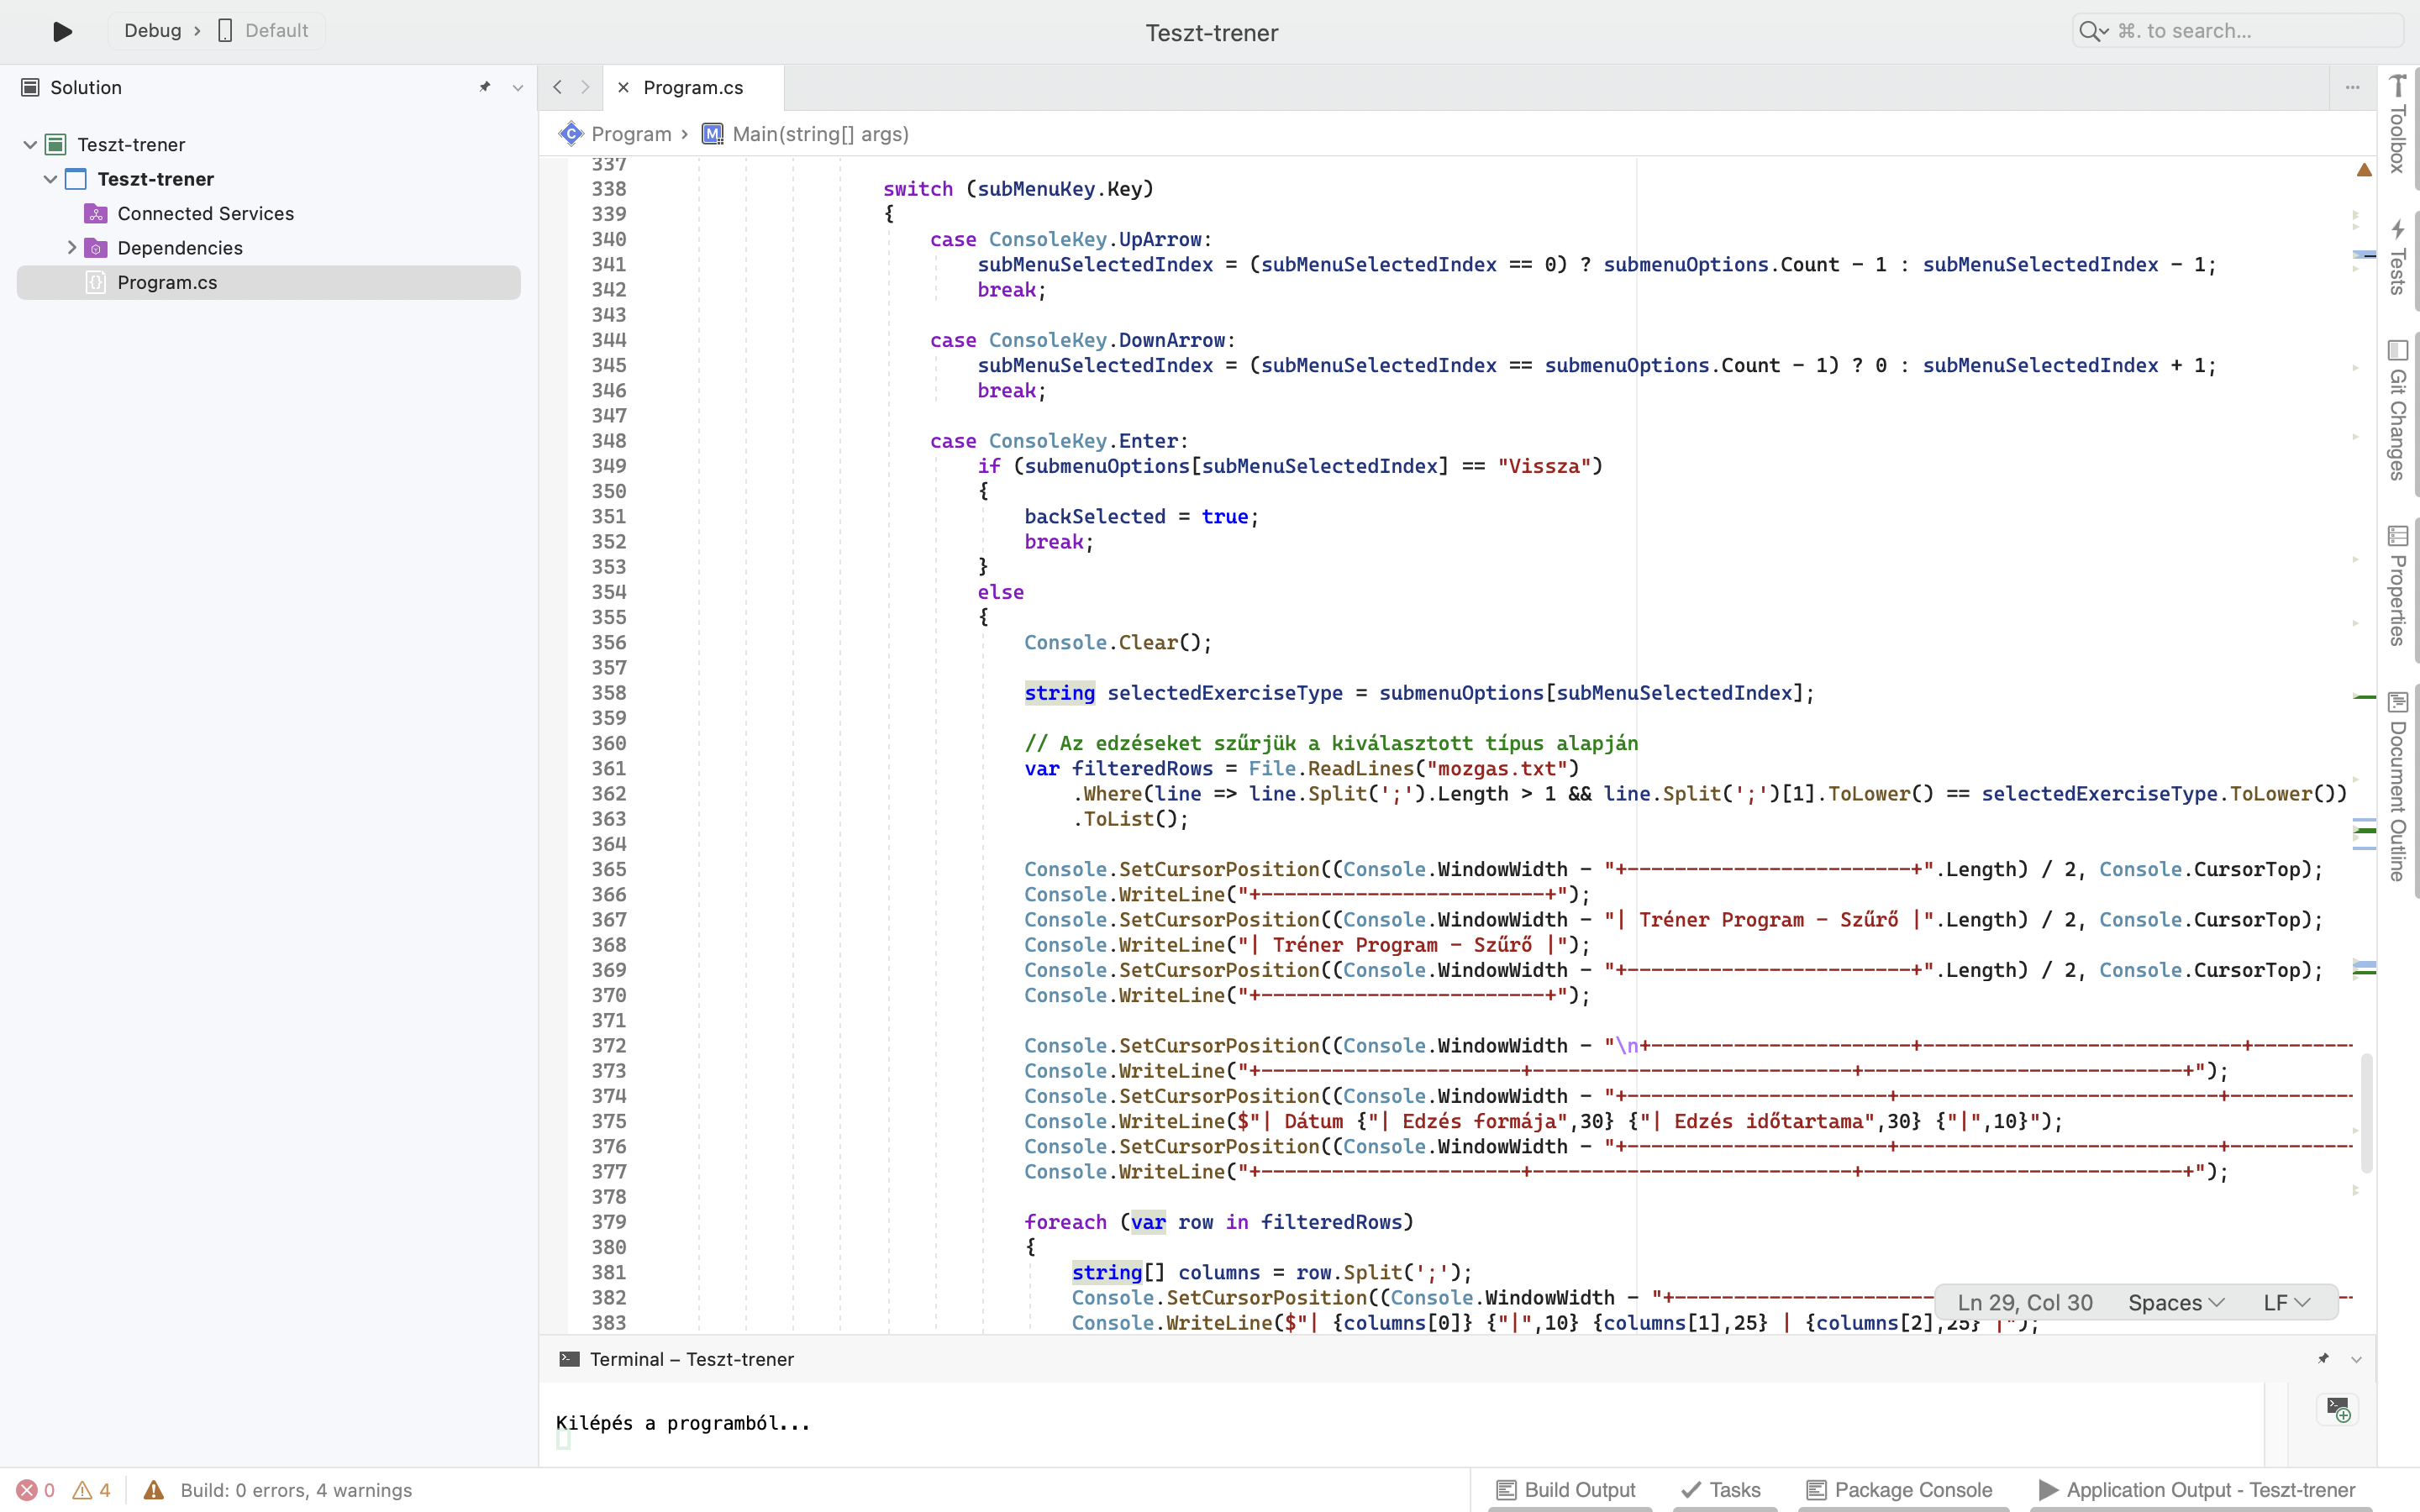 Debug › Default
Teszt-trener
⌘. to search...
Solution
Program.cs
Teszt-trener
Teszt-trener
Connected Services
Dependencies
Program.cs
Program › Main(string[] args)
337
338 switch (subMenuKey.Key)
339 {
340 case ConsoleKey.UpArrow:
341 subMenuSelectedIndex = (subMenuSelectedIndex == 0) ? submenuOptions.Count - 1 : subMenuSelectedIndex - 1;
342 break;
343
344 case ConsoleKey.DownArrow:
345 subMenuSelectedIndex = (subMenuSelectedIndex == submenuOptions.Count - 1) ? 0 : subMenuSelectedIndex + 1;
346 break;
347
348 case ConsoleKey.Enter:
349 if (submenuOptions[subMenuSelectedIndex] == "Vissza")
350 {
351 backSelected = true;
352 break;
353 }
354 else
355 {
356 Console.Clear();
357
358 string selectedExerciseType = submenuOptions[subMenuSelectedIndex];
359
360 // Az edzéseket szűrjük a kiválasztott típus alapján
361 var filteredRows = File.ReadLines("mozgas.txt")
362 .Where(line => line.Split(';').Length > 1 && line.Split(';')[1].ToLower() == selectedExerciseType.ToLower())
363 .ToList();
364
365 Console.SetCursorPosition((Console.WindowWidth - "+------------------------+".Length) / 2, Console.CursorTop);
366 Console.WriteLine("+------------------------+");
367 Console.SetCursorPosition((Console.WindowWidth - "| Tréner Program - Szűrő |".Length) / 2, Console.CursorTop);
368 Console.WriteLine("| Tréner Program - Szűrő |");
369 Console.SetCursorPosition((Console.WindowWidth - "+------------------------+".Length) / 2, Console.CursorTop);
370 Console.WriteLine("+------------------------+");
371
372 Console.SetCursorPosition((Console.WindowWidth - "\n+----------------------+---------------------------+---------
373 Console.WriteLine("+----------------------+---------------------------+---------------------------+");
374 Console.SetCursorPosition((Console.WindowWidth - "+----------------------+---------------------------+-----------
375 Console.WriteLine($"| Dátum {"| Edzés formája",30} {"| Edzés időtartama",30} {"|",10}");
376 Console.SetCursorPosition((Console.WindowWidth - "+----------------------+---------------------------+-----------
377 Console.WriteLine("+----------------------+---------------------------+---------------------------+");
378
379 foreach (var row in filteredRows)
380 {
381 string[] columns = row.Split(';');
382 Console.SetCursorPosition((Console.WindowWidth - "+----------------------
383 Console.WriteLine($"| {columns[0]} {"|",10} {columns[1],25} | {columns[2],25} |");
Ln 29, Col 30 Spaces LF
Toolbox
Tests
Git Changes
Properties
Document Outline
Terminal – Teszt-trener
Kilépés a programból...
0 4 Build: 0 errors, 4 warnings
Build Output Tasks Package Console Application Output - Teszt-trener